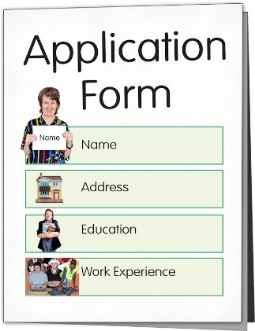 Application
Form
Name
Name
Address
Education
Work Experience